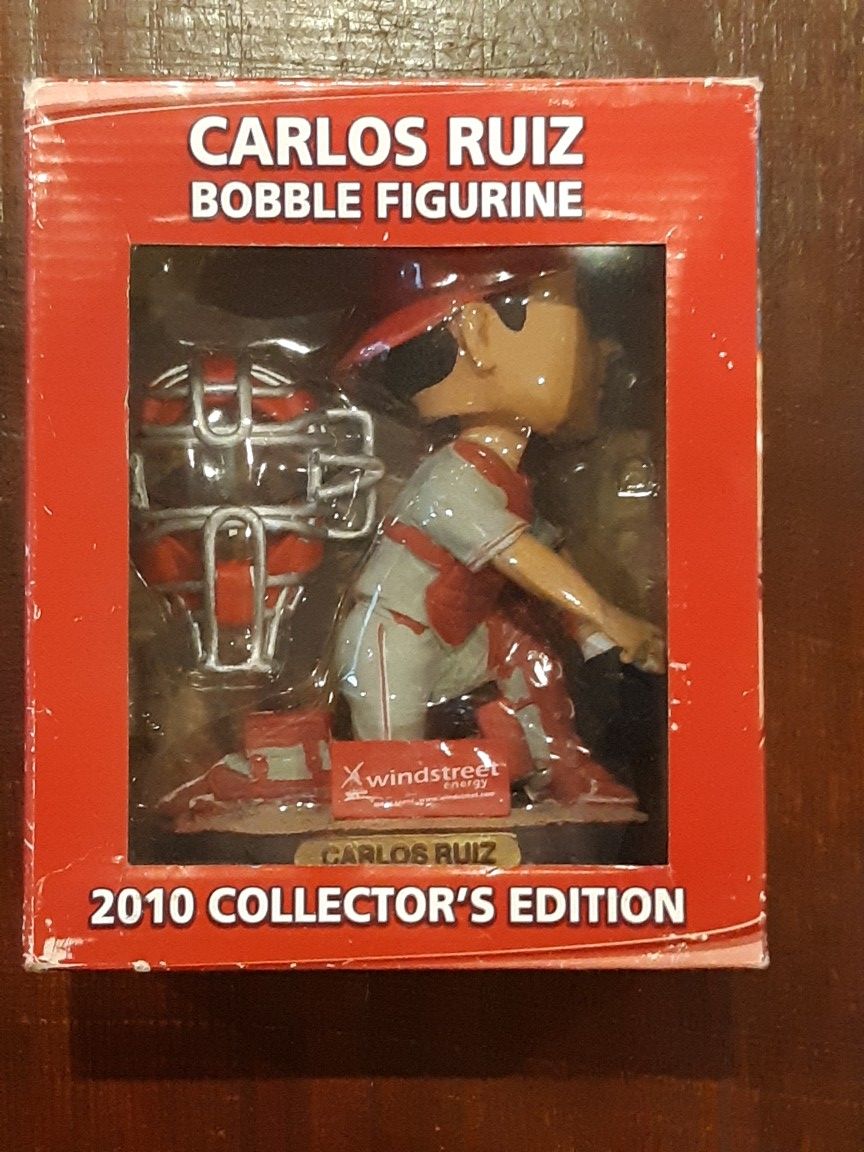 CARLOS RUIZ
BOBBLE FIGURINE
windstreet
energy
CARLOS RUIZ
2010 COLLECTOR'S EDITION